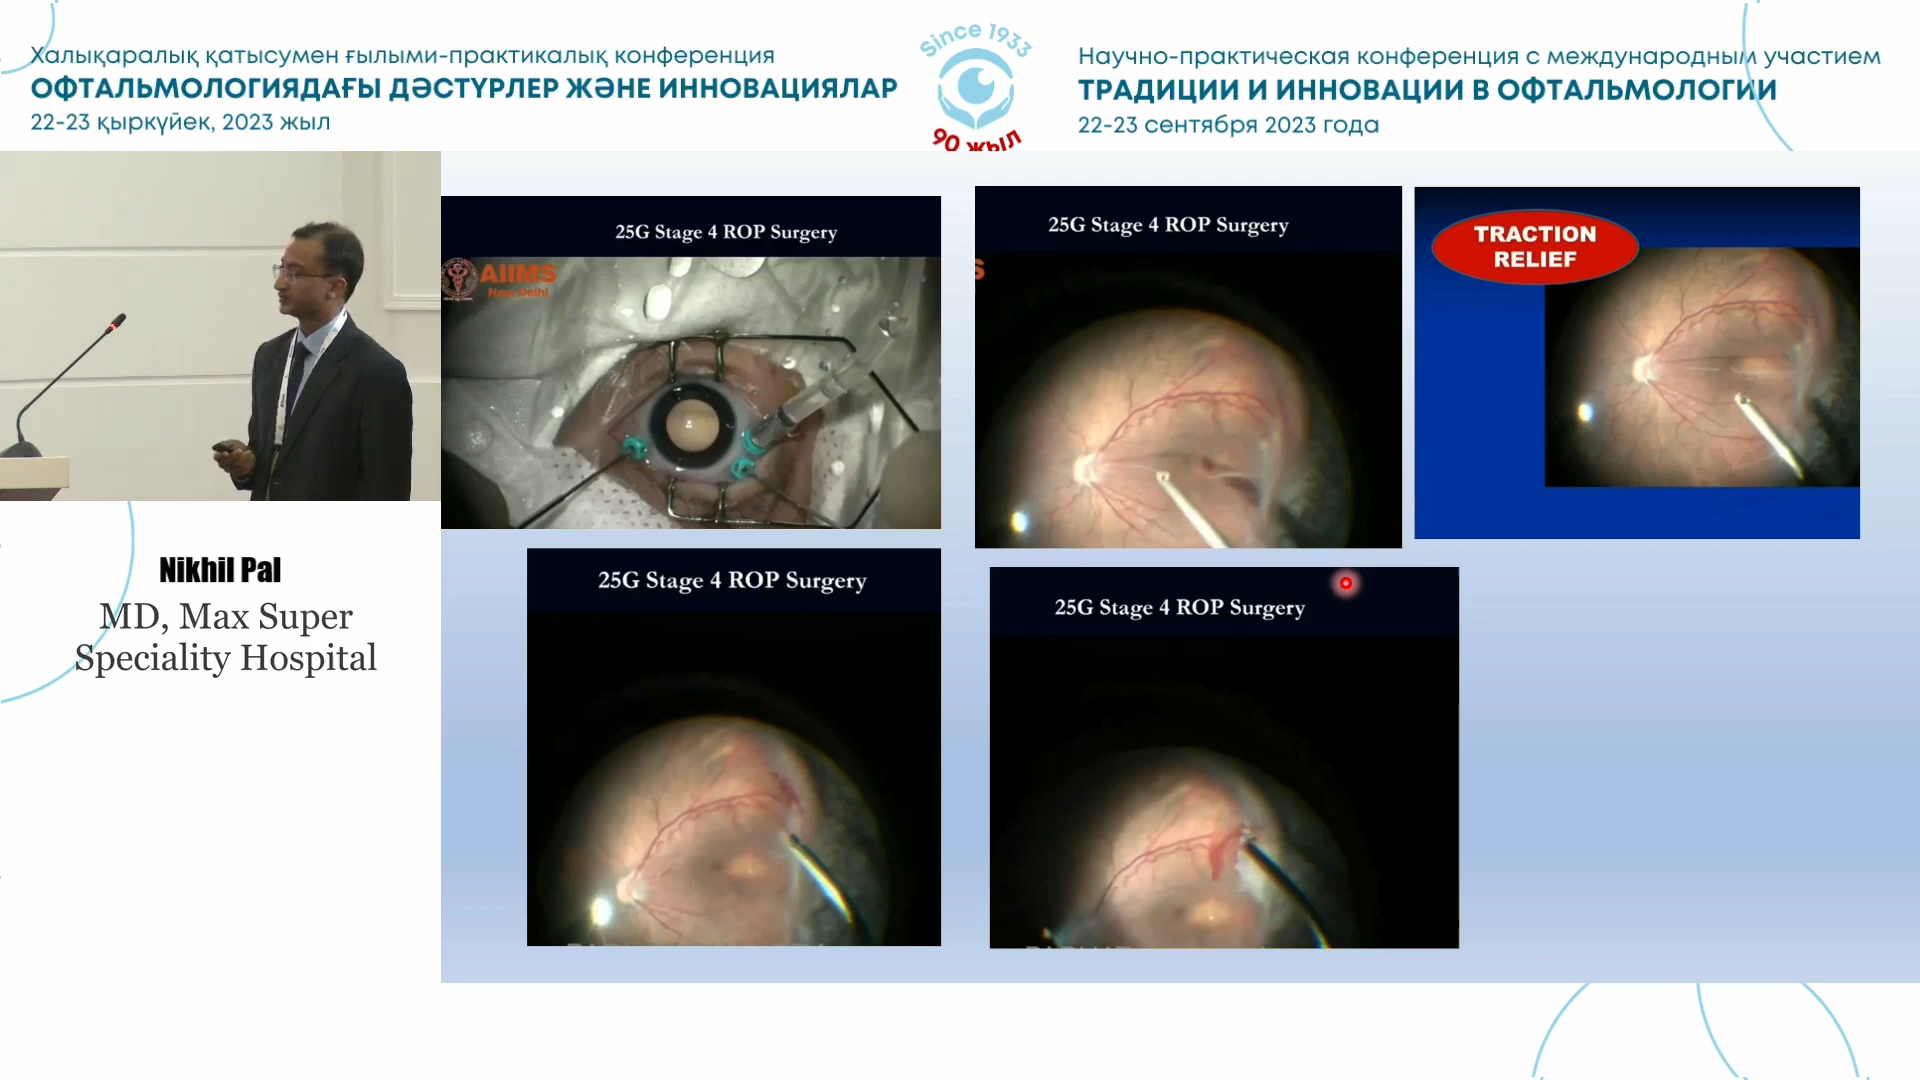 Халықаралық қатысумен ғылыми-практикалық конференция
ОФТАЛЬМОЛОГИЯДАҒЫ ДӘСТҮРЛЕР ЖӘНЕ ИННОВАЦИЯЛАР
22-23 қыркүйек, 2023 жыл
Since 1933
90 жыл
Научно-практическая конференция с международным участием
ТРАДИЦИИ И ИННОВАЦИИ В ОФТАЛЬМОЛОГИИ
22-23 сентября 2023 года
25G Stage 4 ROP Surgery
AIIMS
New Delhi
25G Stage 4 ROP Surgery
S
TRACTION
RELIEF
Nikhil Pal
MD, Max Super
Speciality Hospital
25G Stage 4 ROP Surgery
25G Stage 4 ROP Surgery